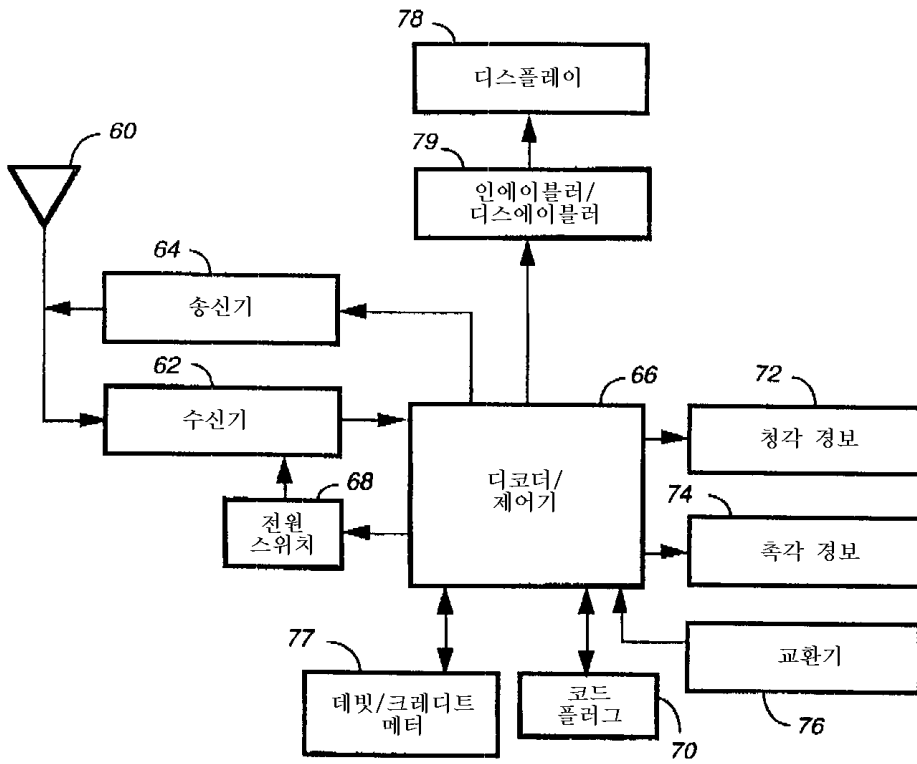 78
디스플레이
60
79
인에이블러/
디스에이블러
64
송신기
62
수신기
66
72
청각 경보
디코더/
제어기
68
전원
스위치
74
촉각 경보
77
데빗/크레디트
메터
코드
플러그
70
교환기
76